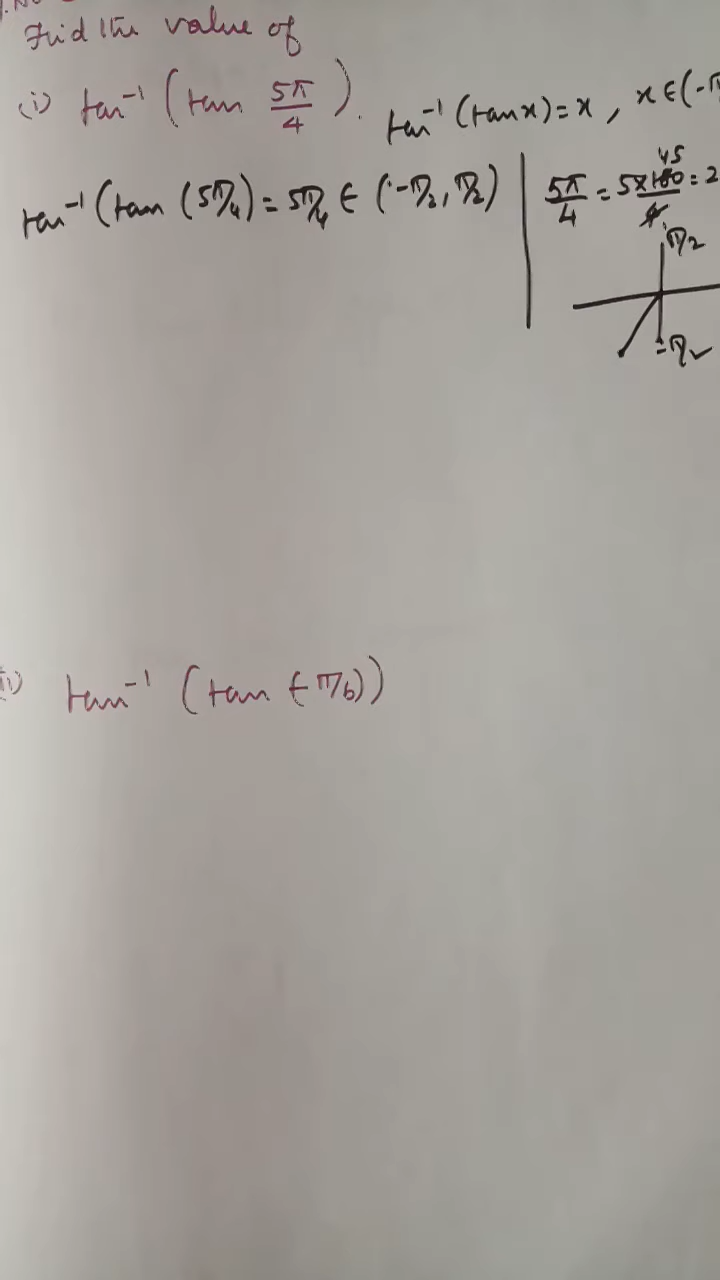 Find the value of
(i) tan⁻¹ (tan 5π/4).
tan⁻¹ (tanx) = x , x ∈ (-π
tan⁻¹ (tan (5π/4) = 5π/4 ∈ (-π/2, π/2)
5π/4 = 5×180/4 = 2
45
π/2
-π/2
ii) tan⁻¹ (tan (-π/6))